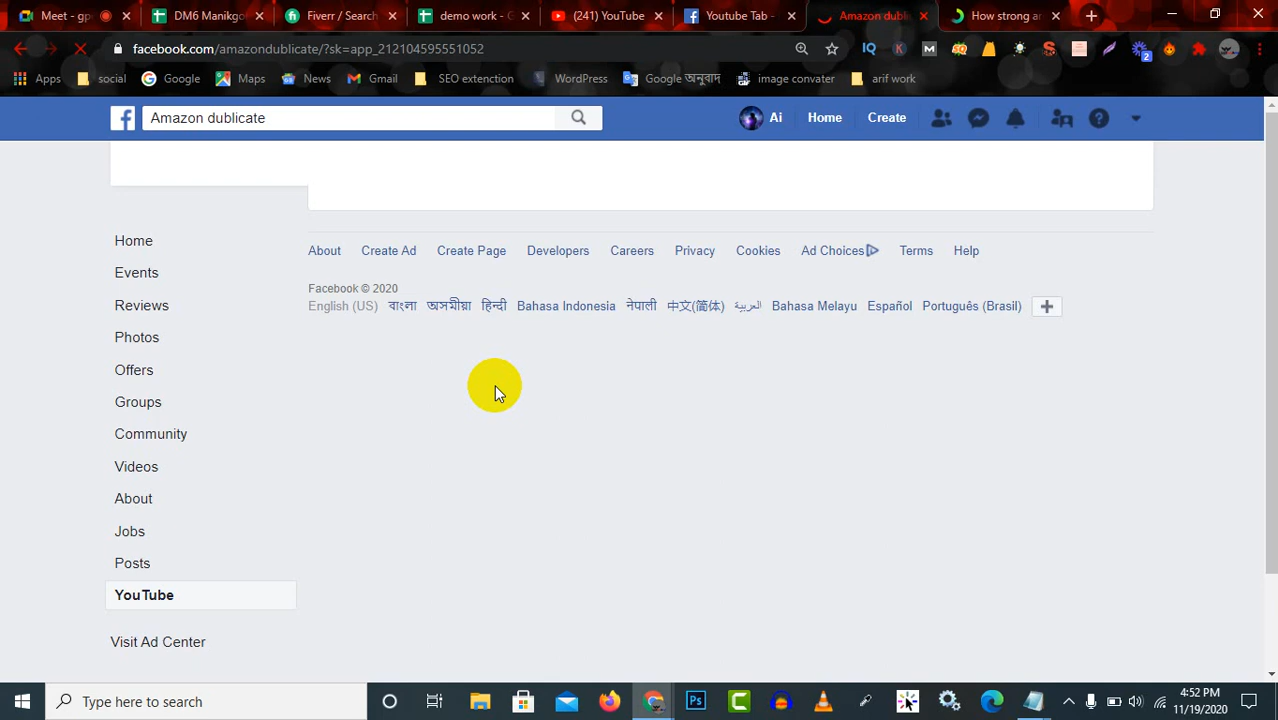 Meet - gp
DM6 Manikgo
Fiverr / Search
demo work - G
(241) YouTube
Youtube Tab -
Amazon dubli
How strong ar
facebook.com/amazondublicate/?sk=app_212104595551052
IQ
K
M
2
Apps
social
Google
Maps
News
Gmail
SEO extenction
WordPress
Google অনুবাদ
image convater
arif work
Amazon dublicate
Ai
Home
Create
Home
Events
Reviews
Photos
Offers
Groups
Community
Videos
About
Jobs
Posts
YouTube
Visit Ad Center
About
Create Ad
Create Page
Developers
Careers
Privacy
Cookies
Ad Choices
Terms
Help
Facebook © 2020
English (US) বাংলা অসমীয়া हिन्दी Bahasa Indonesia नेपाली 中文(简体) العربية Bahasa Melayu Español Português (Brasil)
Type here to search
Ps
4:52 PM
11/19/2020